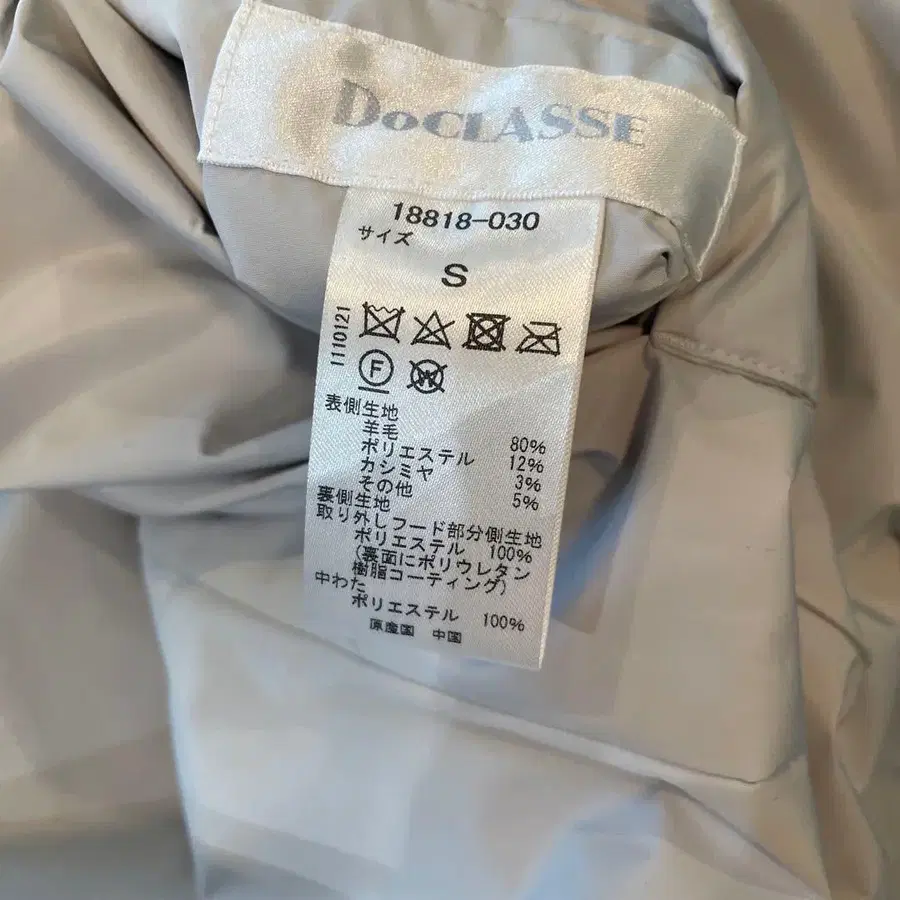 DoCLASSE
18818-030
サイズ
S
1110121
F
W
表側生地
羊毛 80%
ポリエステル 12%
カシミヤ 3%
その他 5%
裏側生地
取り外しフード部分側生地
ポリエステル 100%
(裏面にポリウレタン
樹脂コーティング)
中わた
ポリエステル 100%
原産国 中国